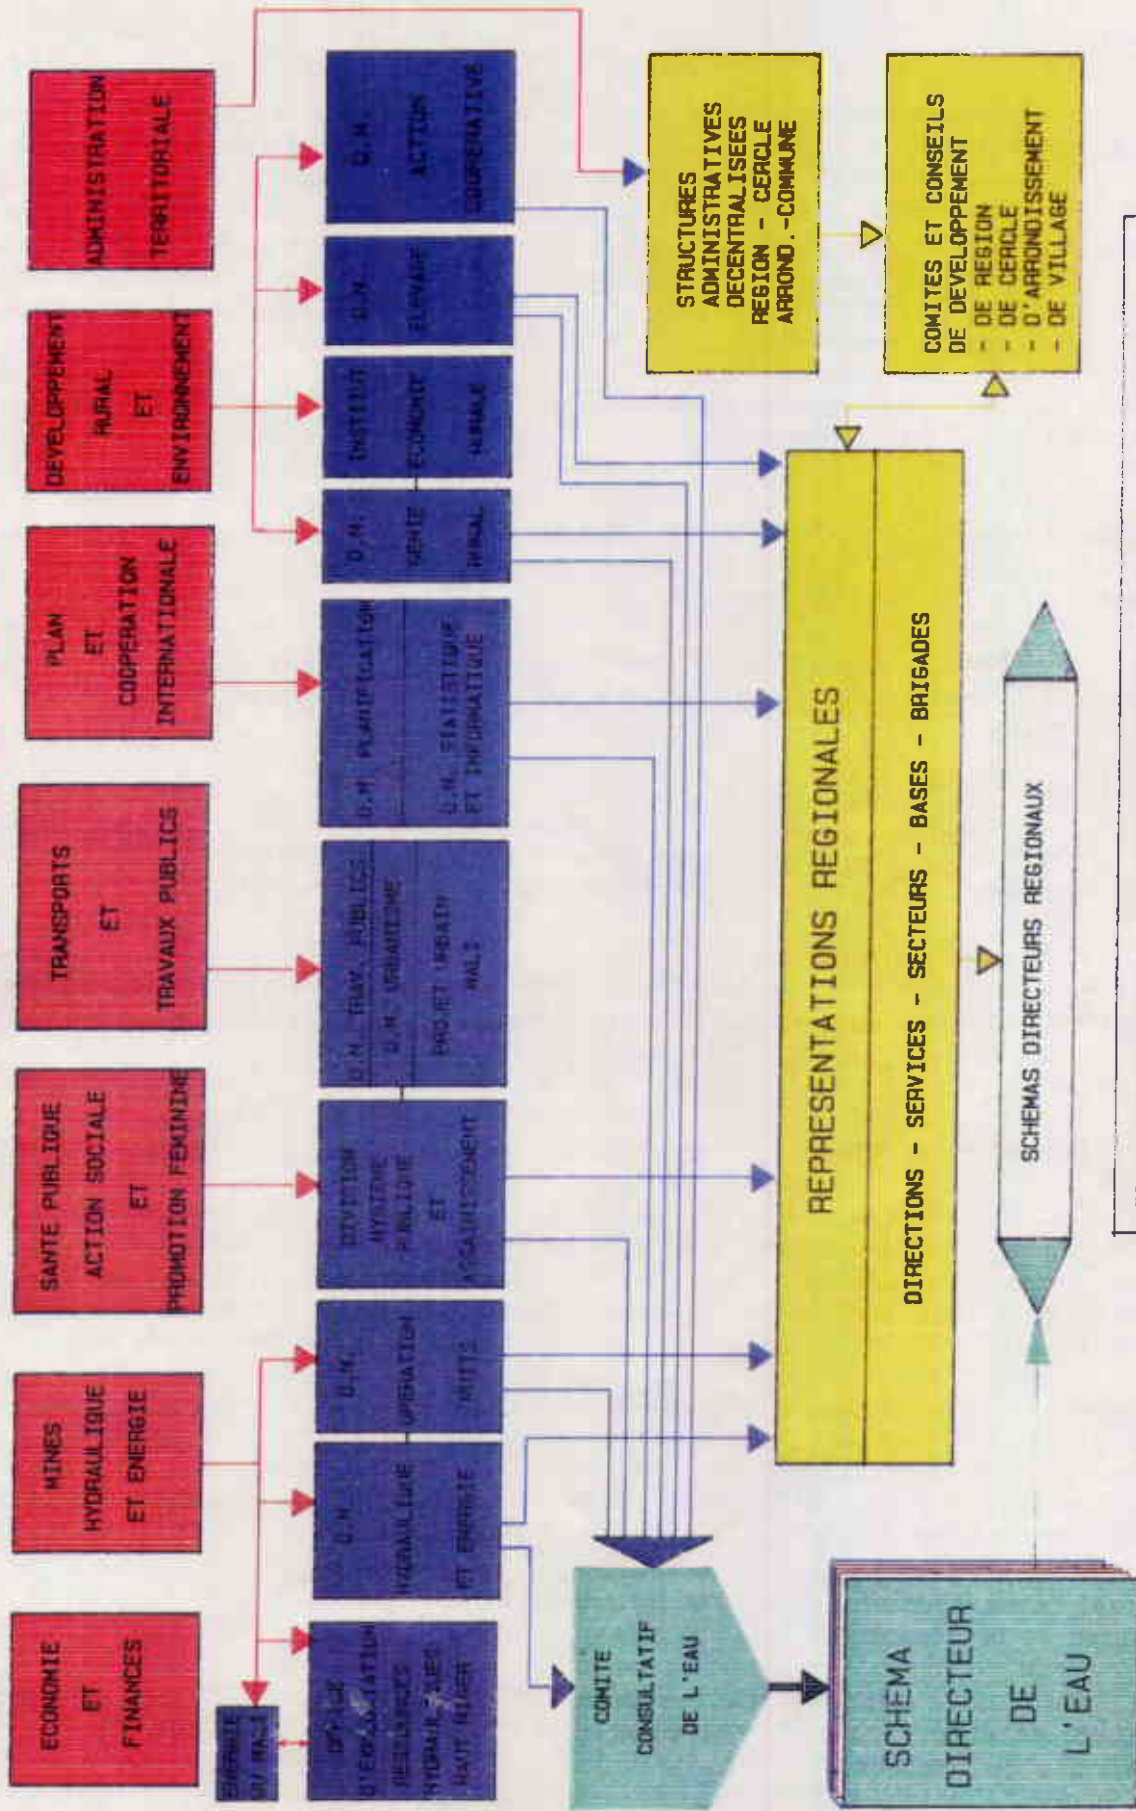 ECONOMIE
ET
FINANCES
MINES
HYDRAULIQUE
ET ENERGIE
SANTE PUBLIQUE
ACTION SOCIALE
ET
PROMOTION FEMININE
TRANSPORTS
ET
TRAVAUX PUBLICS
PLAN
ET
COOPERATION
INTERNATIONALE
DEVELOPPEMENT
RURAL
ET
ENVIRONNEMENT
ADMINISTRATION
TERRITORIALE
ENERGIE
DU MALI
OFFICE
D'EXPLOITATION
RESSOURCES
HYDRAULIQUES
HAUT NIGER
D.N.
HYDRAULIQUE
ET ENERGIE
D.N.
OPERATION
PUITS
DIVISION
HYGIENE
PUBLIQUE
ET
ASSAINISSEMENT
D.N. TRAV. PUBLICS
D.N. URBANISME
PROJET URBAIN
MALI
D.N. PLANIFICATION
D.N. STATISTIQUE
ET INFORMATIQUE
D.N.
GENIE
RURAL
INSTITUT
ECONOMIE
RURALE
D.N.
ELEVAGE
D.N.
ACTION
COOPERATIVE
COMITE
CONSULTATIF
DE L'EAU
SCHEMA
DIRECTEUR
DE
L'EAU
STRUCTURES
ADMINISTRATIVES
DECENTRALISEES
REGION - CERCLE
ARROND.-COMMUNE
COMITES ET CONSEILS
DE DEVELOPPEMENT
- DE REGION
- DE CERCLE
- D'ARRONDISSEMENT
- DE VILLAGE
REPRESENTATIONS REGIONALES
DIRECTIONS - SERVICES - SECTEURS - BASES - BRIGADES
SCHEMAS DIRECTEURS REGIONAUX